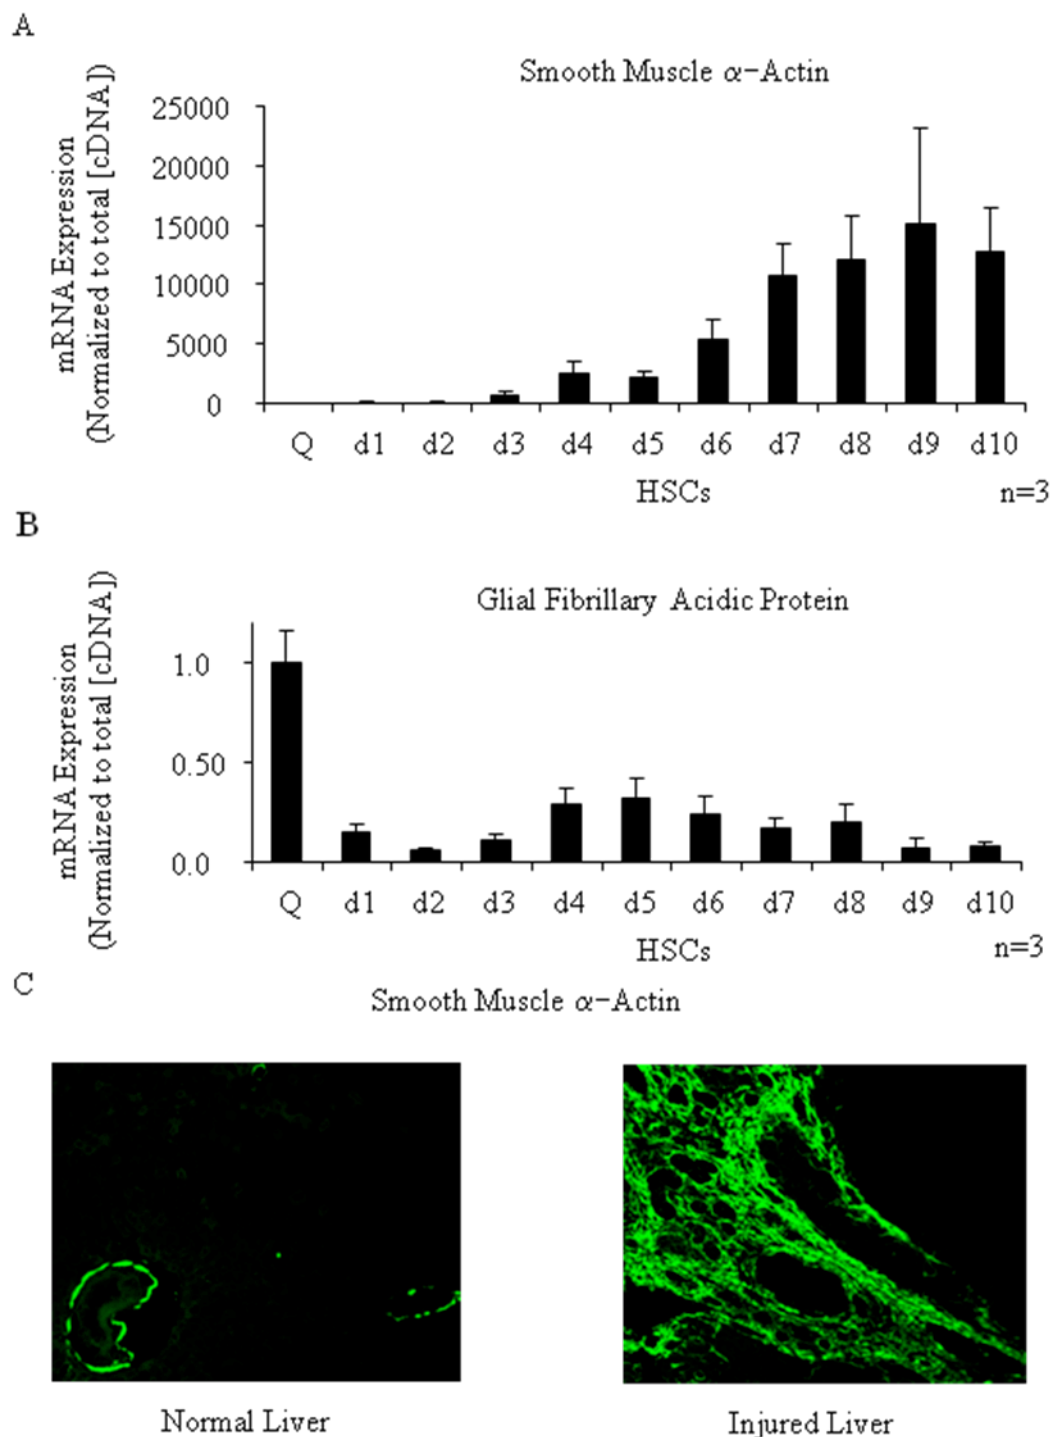 A
Smooth Muscle α-Actin
mRNA Expression
(Normalized to total [cDNA])
25000
20000
15000
10000
5000
0
Q d1 d2 d3 d4 d5 d6 d7 d8 d9 d10
HSCs
n=3
B
Glial Fibrillary Acidic Protein
mRNA Expression
(Normalized to total [cDNA])
1.0
0.50
0.0
Q d1 d2 d3 d4 d5 d6 d7 d8 d9 d10
HSCs
n=3
C
Smooth Muscle α-Actin
Normal Liver
Injured Liver